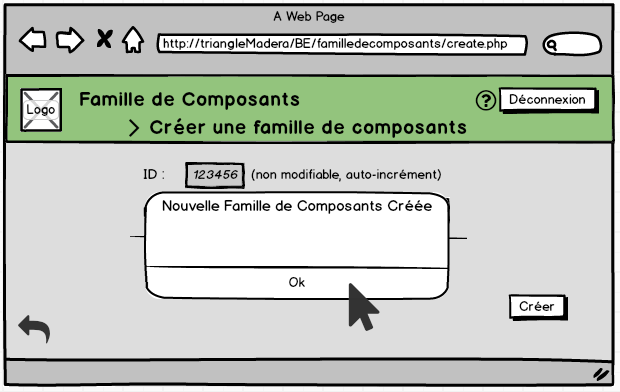 A Web Page
http://triangleMadera/BE/familledecomposants/create.php
Logo
Famille de Composants
> Créer une famille de composants
? Déconnexion
ID : 123456 (non modifiable, auto-incrément)
Nouvelle Famille de Composants Créée
Ok
Créer